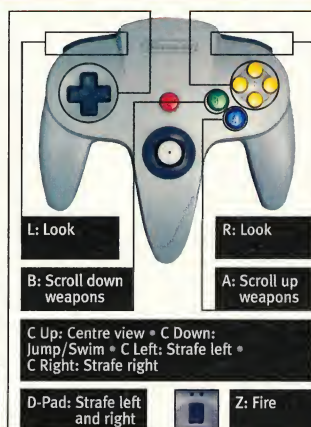 L: Look
R: Look
B: Scroll down
weapons
A: Scroll up
weapons
C Up: Centre view • C Down:
Jump/Swim • C Left: Strafe left •
C Right: Strafe right
D-Pad: Strafe left
and right
Z: Fire